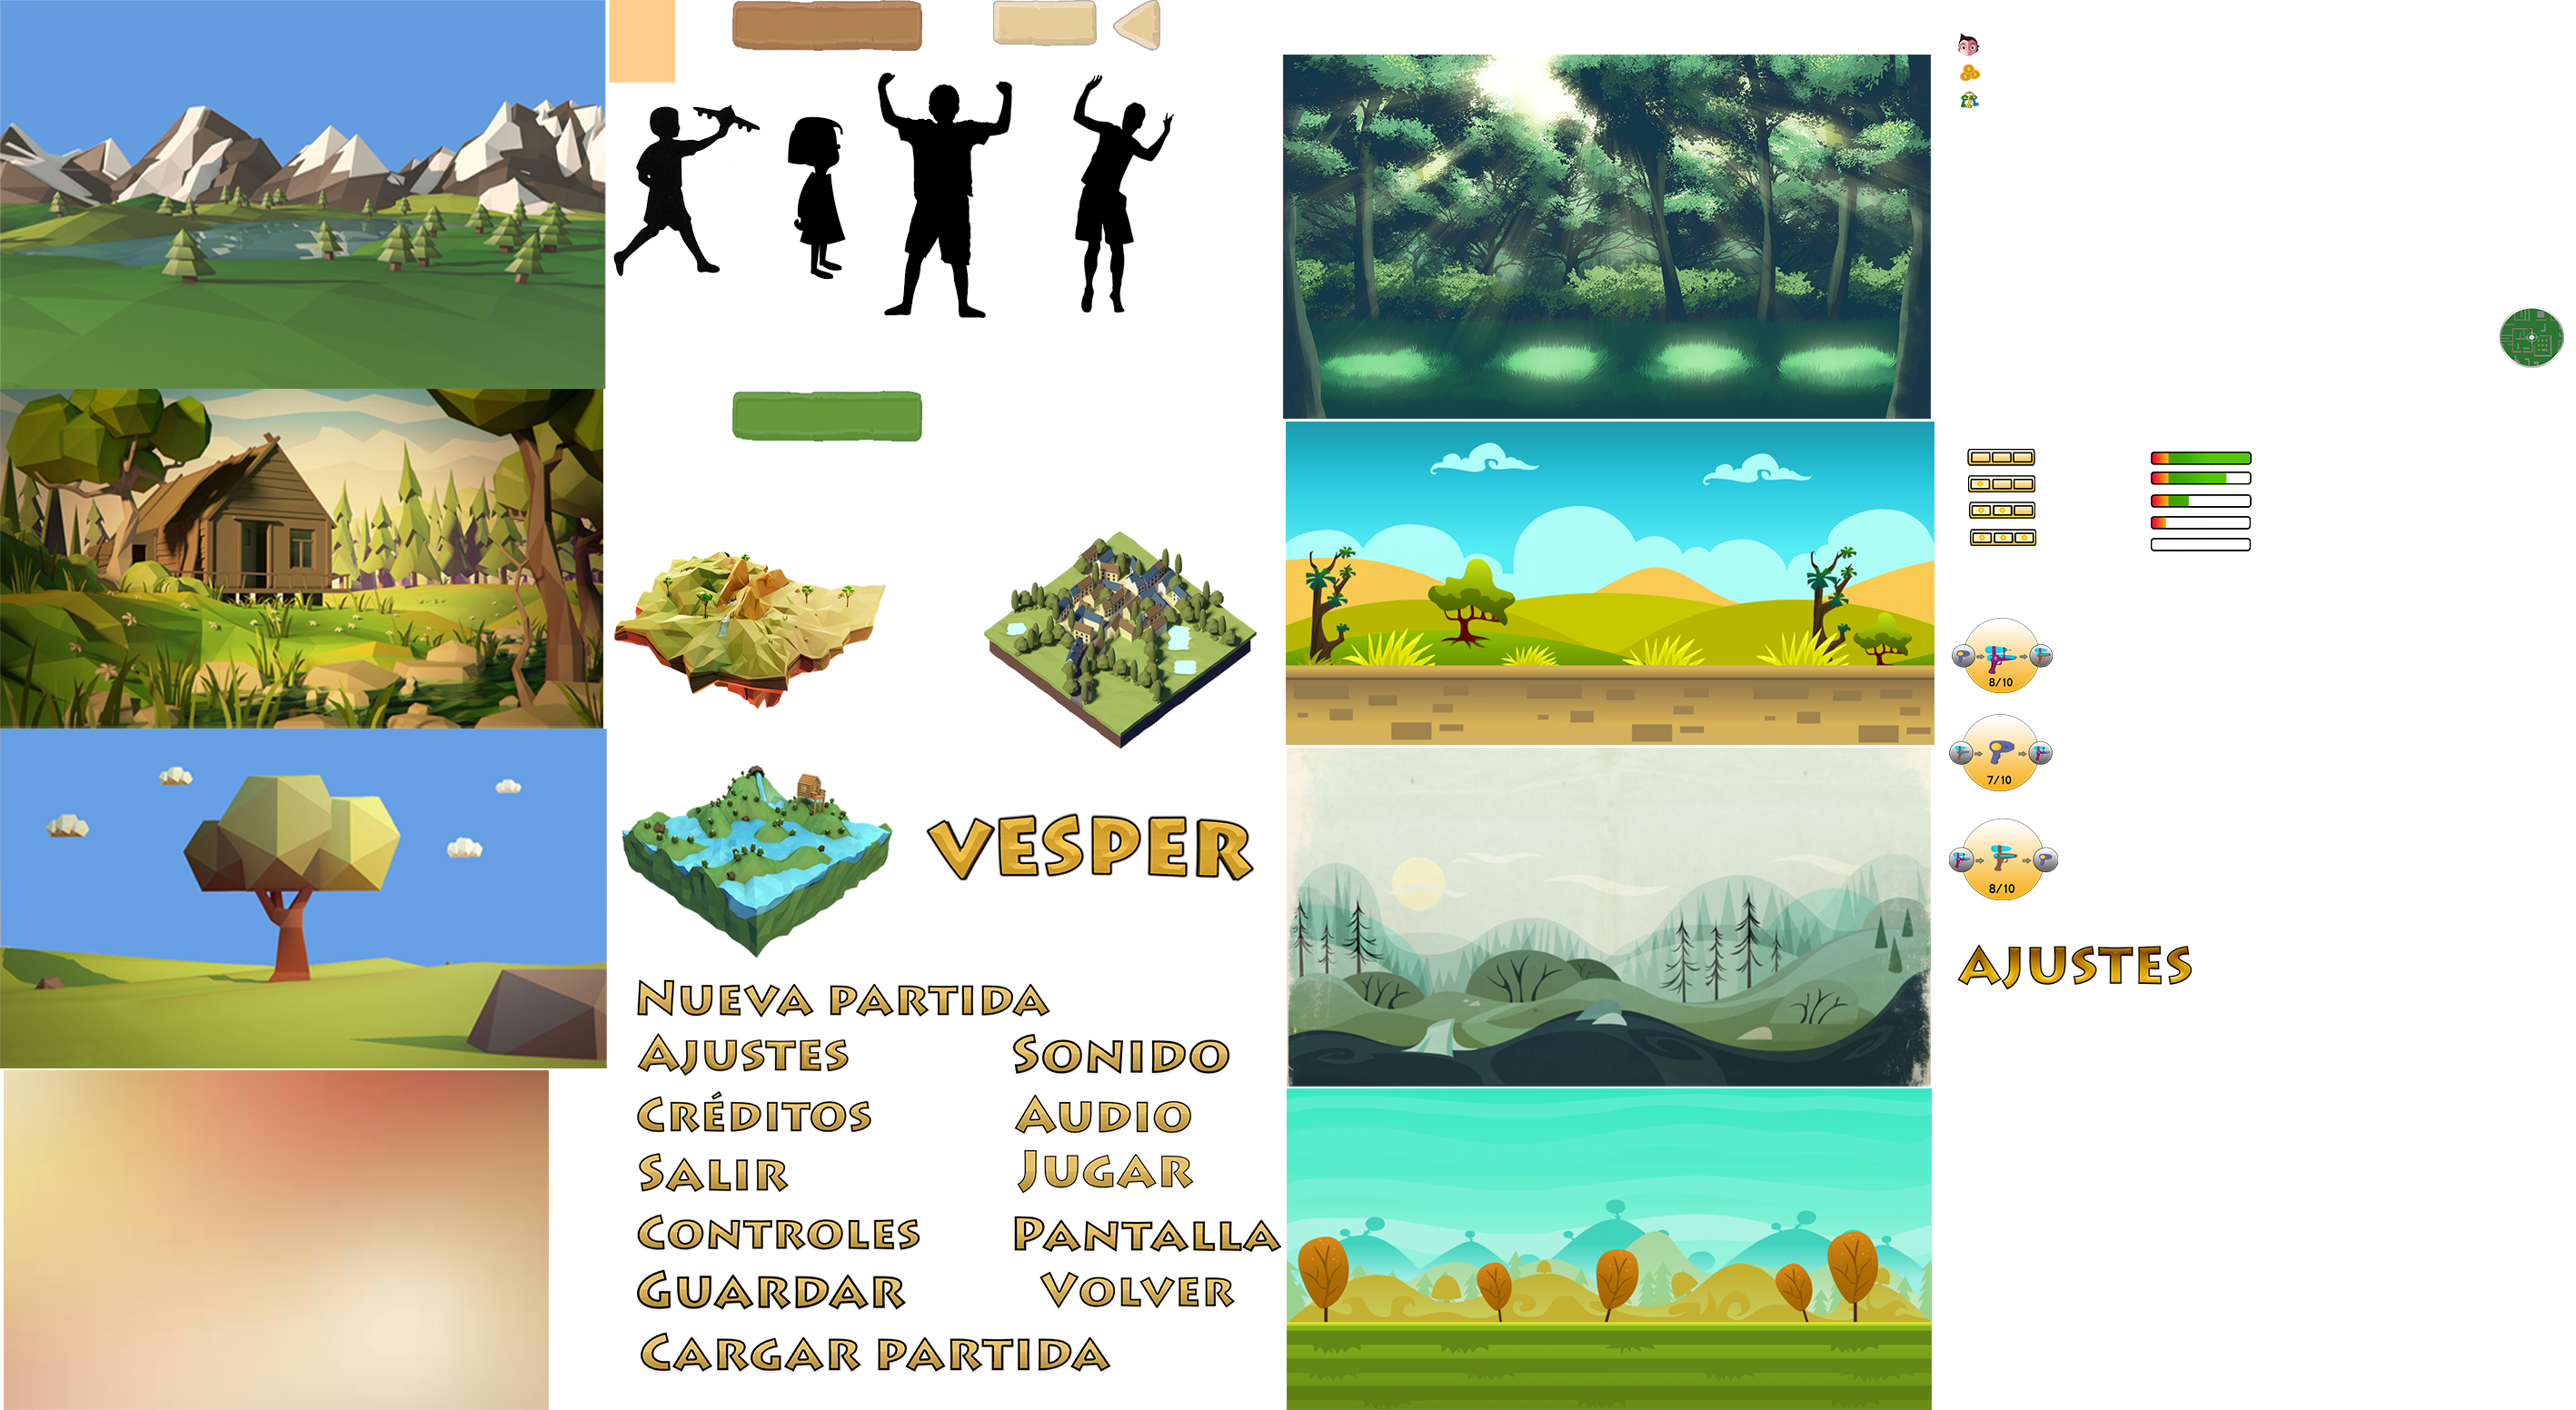 VESPER
NUEVA PARTIDA
AJUSTES
CRÉDITOS
SALIR
CONTROLES
GUARDAR
CARGAR PARTIDA
SONIDO
AUDIO
JUGAR
PANTALLA
VOLVER
8/10
7/10
8/10
AJUSTES